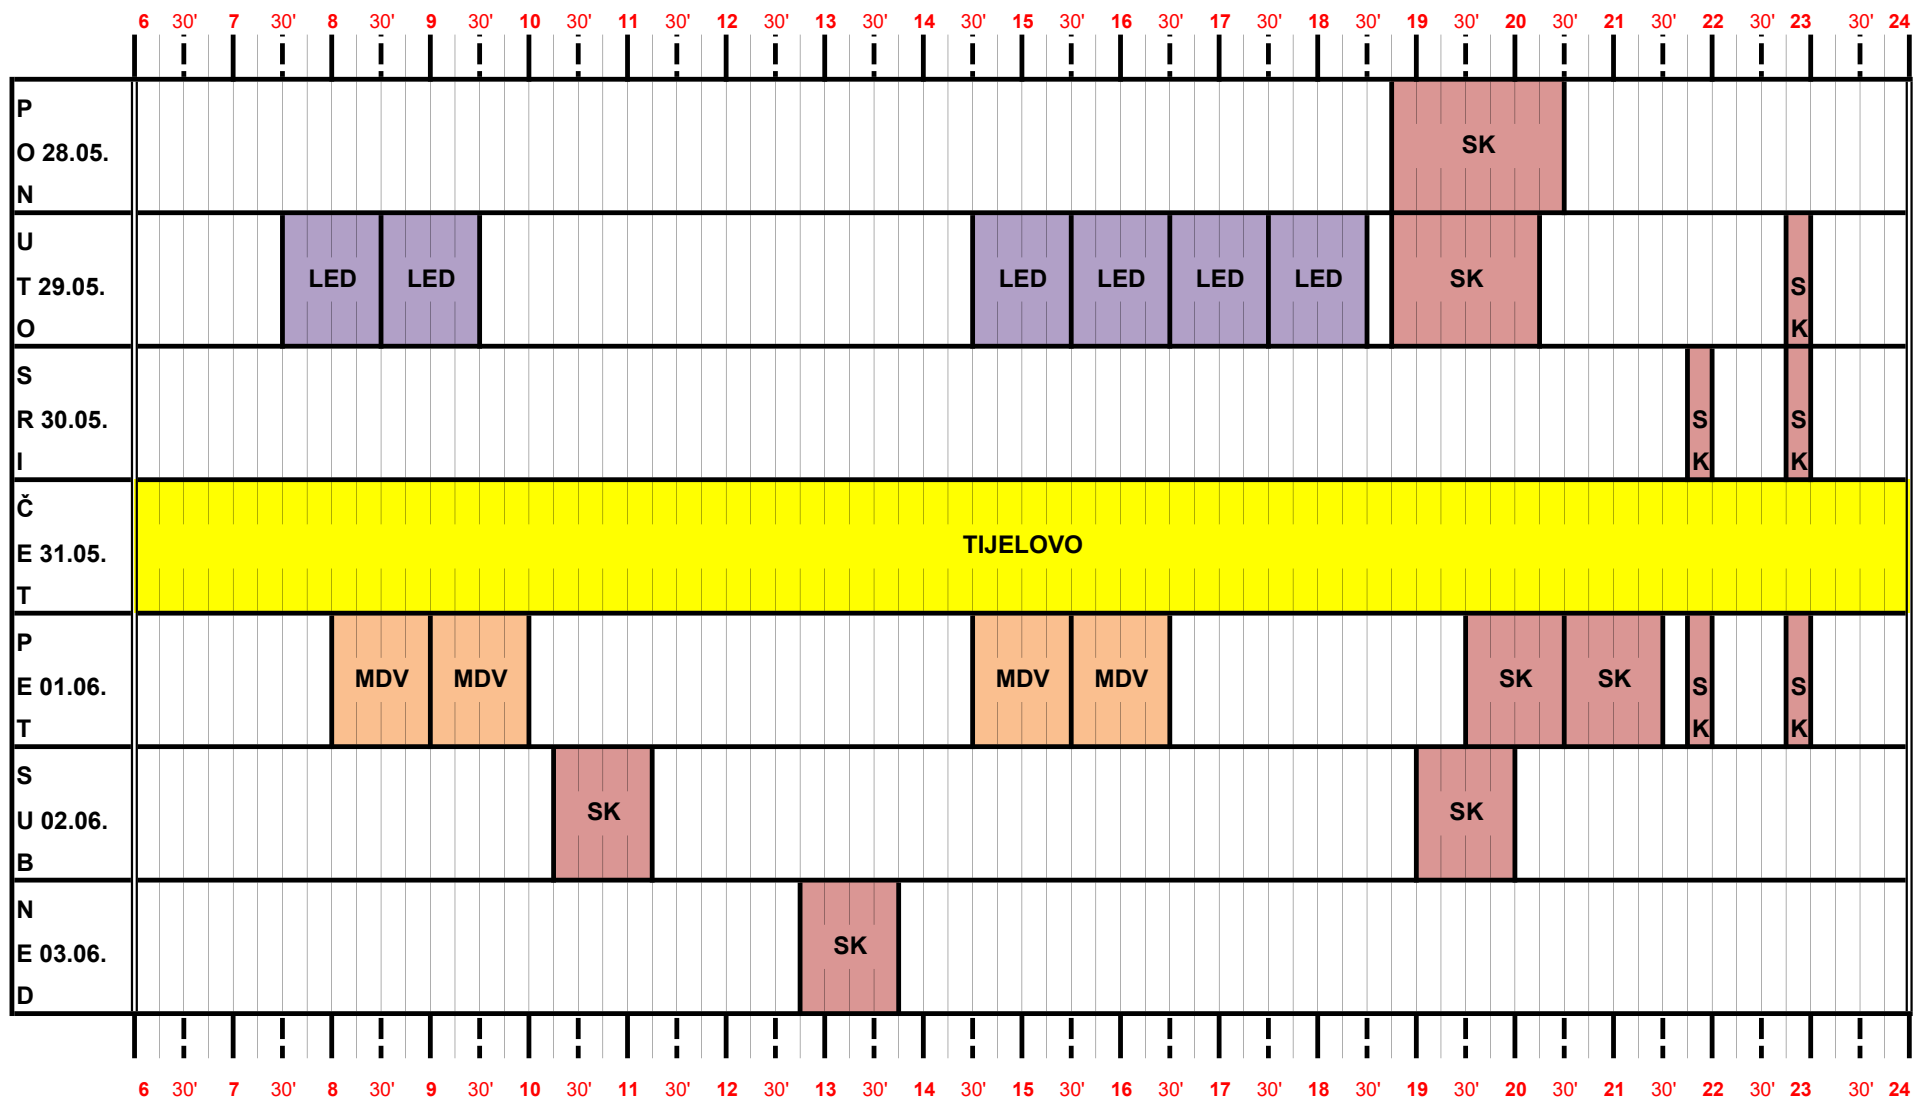 6 30' 7 30' 8 30' 9 30' 10 30' 11 30' 12 30' 13 30' 14 30' 15 30' 16 30' 17 30' 18 30' 19 30' 20 30' 21 30' 22 30' 23 30' 24
P
O 28.05.
N
SK
U
T 29.05.
O
LED LED LED LED LED LED SK
S
K
S
R 30.05.
I
S
K
S
K
Č
E 31.05.
T
TIJELOVO
P
E 01.06.
T
MDV MDV MDV MDV SK SK
S
K
S
K
S
U 02.06.
B
SK SK
N
E 03.06.
D
SK
6 30' 7 30' 8 30' 9 30' 10 30' 11 30' 12 30' 13 30' 14 30' 15 30' 16 30' 17 30' 18 30' 19 30' 20 30' 21 30' 22 30' 23 30' 24